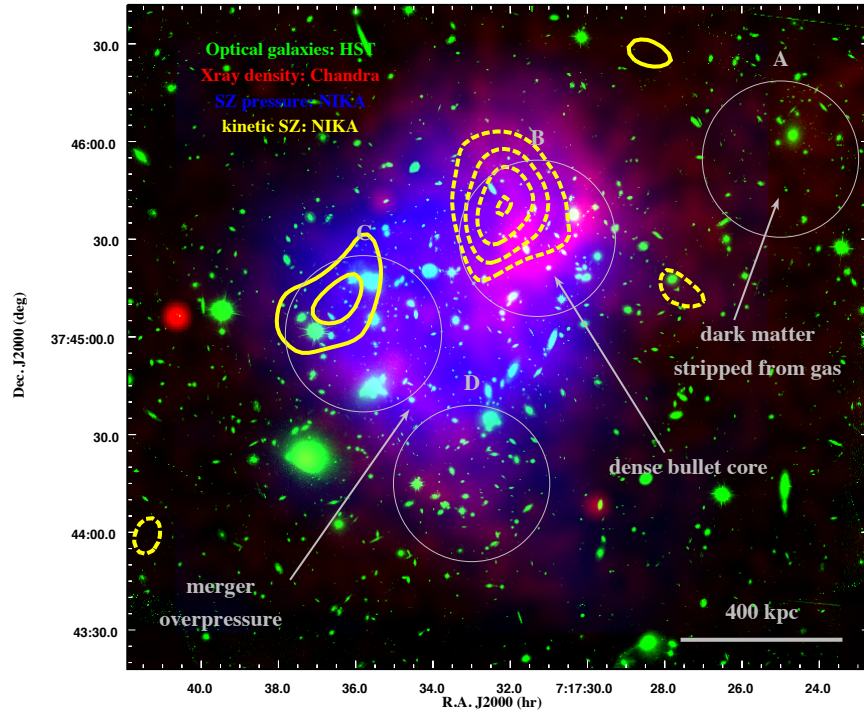 Optical galaxies: HST
Xray density: Chandra
SZ pressure: NIKA
kinetic SZ: NIKA
A
B
C
D
dark matter
stripped from gas
dense bullet core
merger
overpressure
400 kpc
Dec. J2000 (deg)
30.0
46:00.0
30.0
37:45:00.0
30.0
44:00.0
43:30.0
40.0 38.0 36.0 34.0 32.0 7:17:30.0 28.0 26.0 24.0
R.A. J2000 (hr)